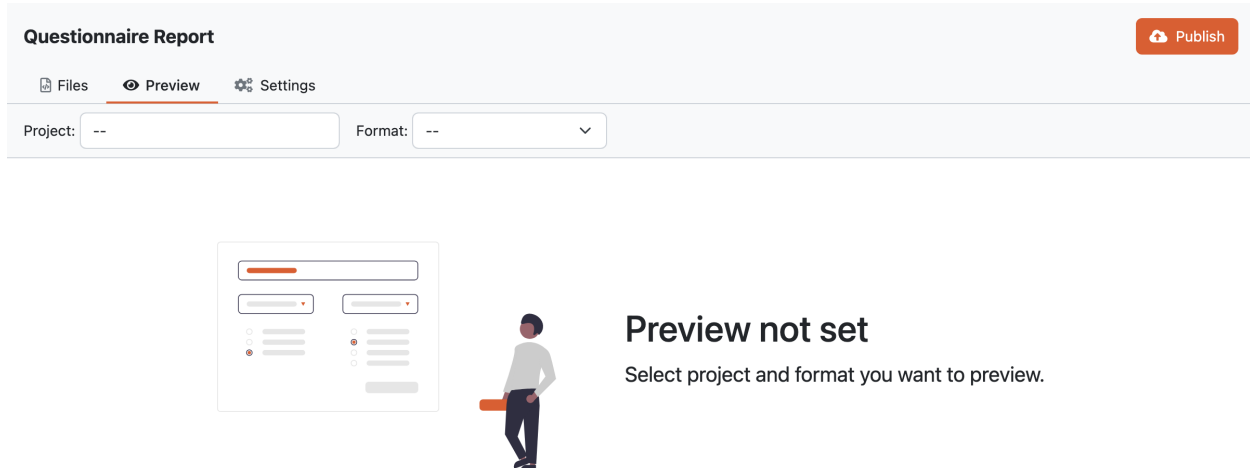 Questionnaire Report
Publish
Files Preview Settings
Project: -- Format: --
Preview not set
Select project and format you want to preview.